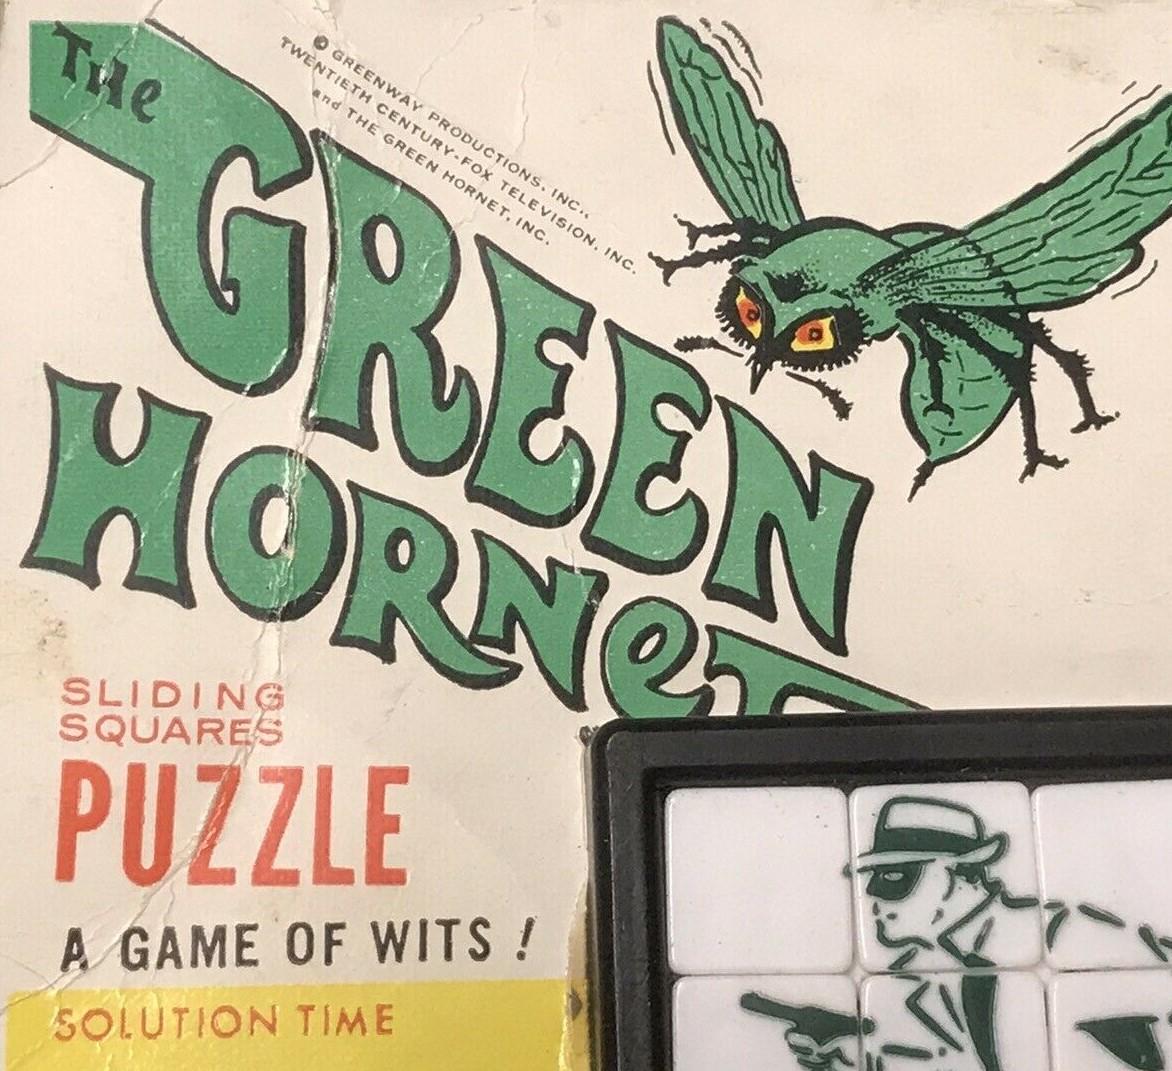 THe
GREEN
HORNeT
© GREENWAY PRODUCTIONS, INC.,
TWENTIETH CENTURY-FOX TELEVISION, INC.
and THE GREEN HORNET, INC.
SLIDING
SQUARES
PUZZLE
A GAME OF WITS!
SOLUTION TIME